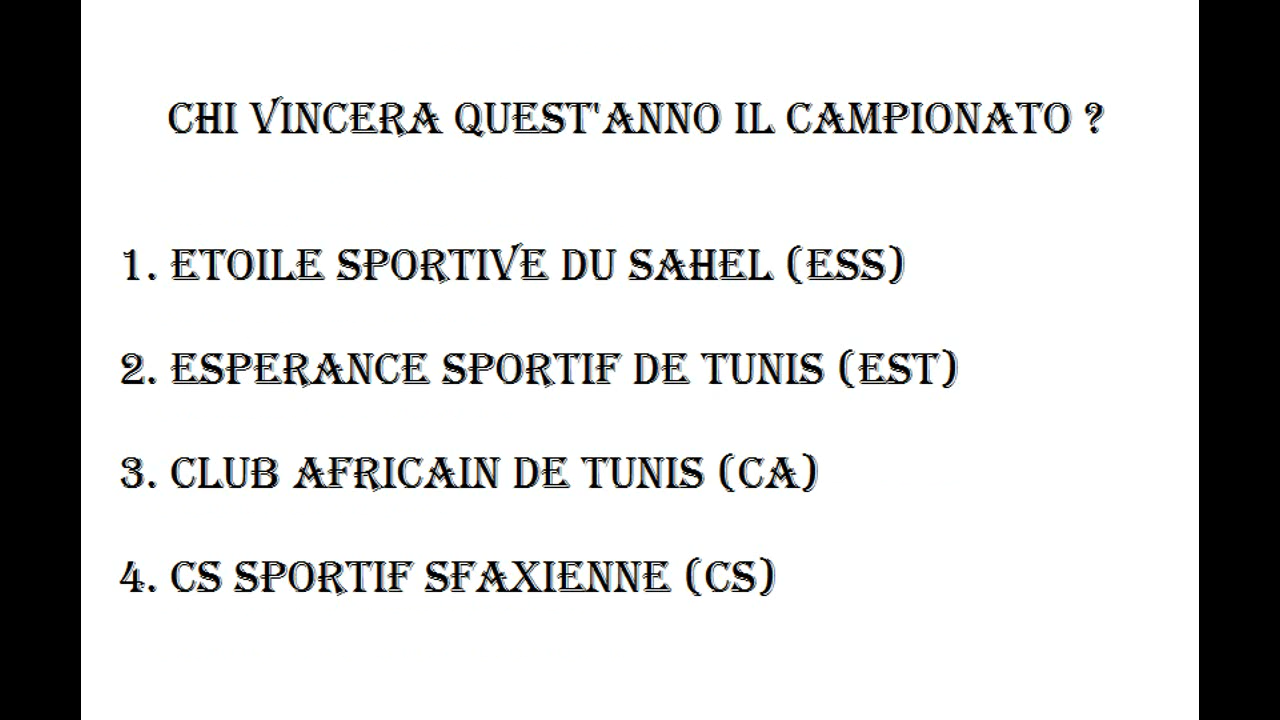 CHI VINCERA QUEST'ANNO IL CAMPIONATO ?
1. ETOILE SPORTIVE DU SAHEL (ESS)
2. ESPERANCE SPORTIF DE TUNIS (EST)
3. CLUB AFRICAIN DE TUNIS (CA)
4. CS SPORTIF SFAXIENNE (CS)